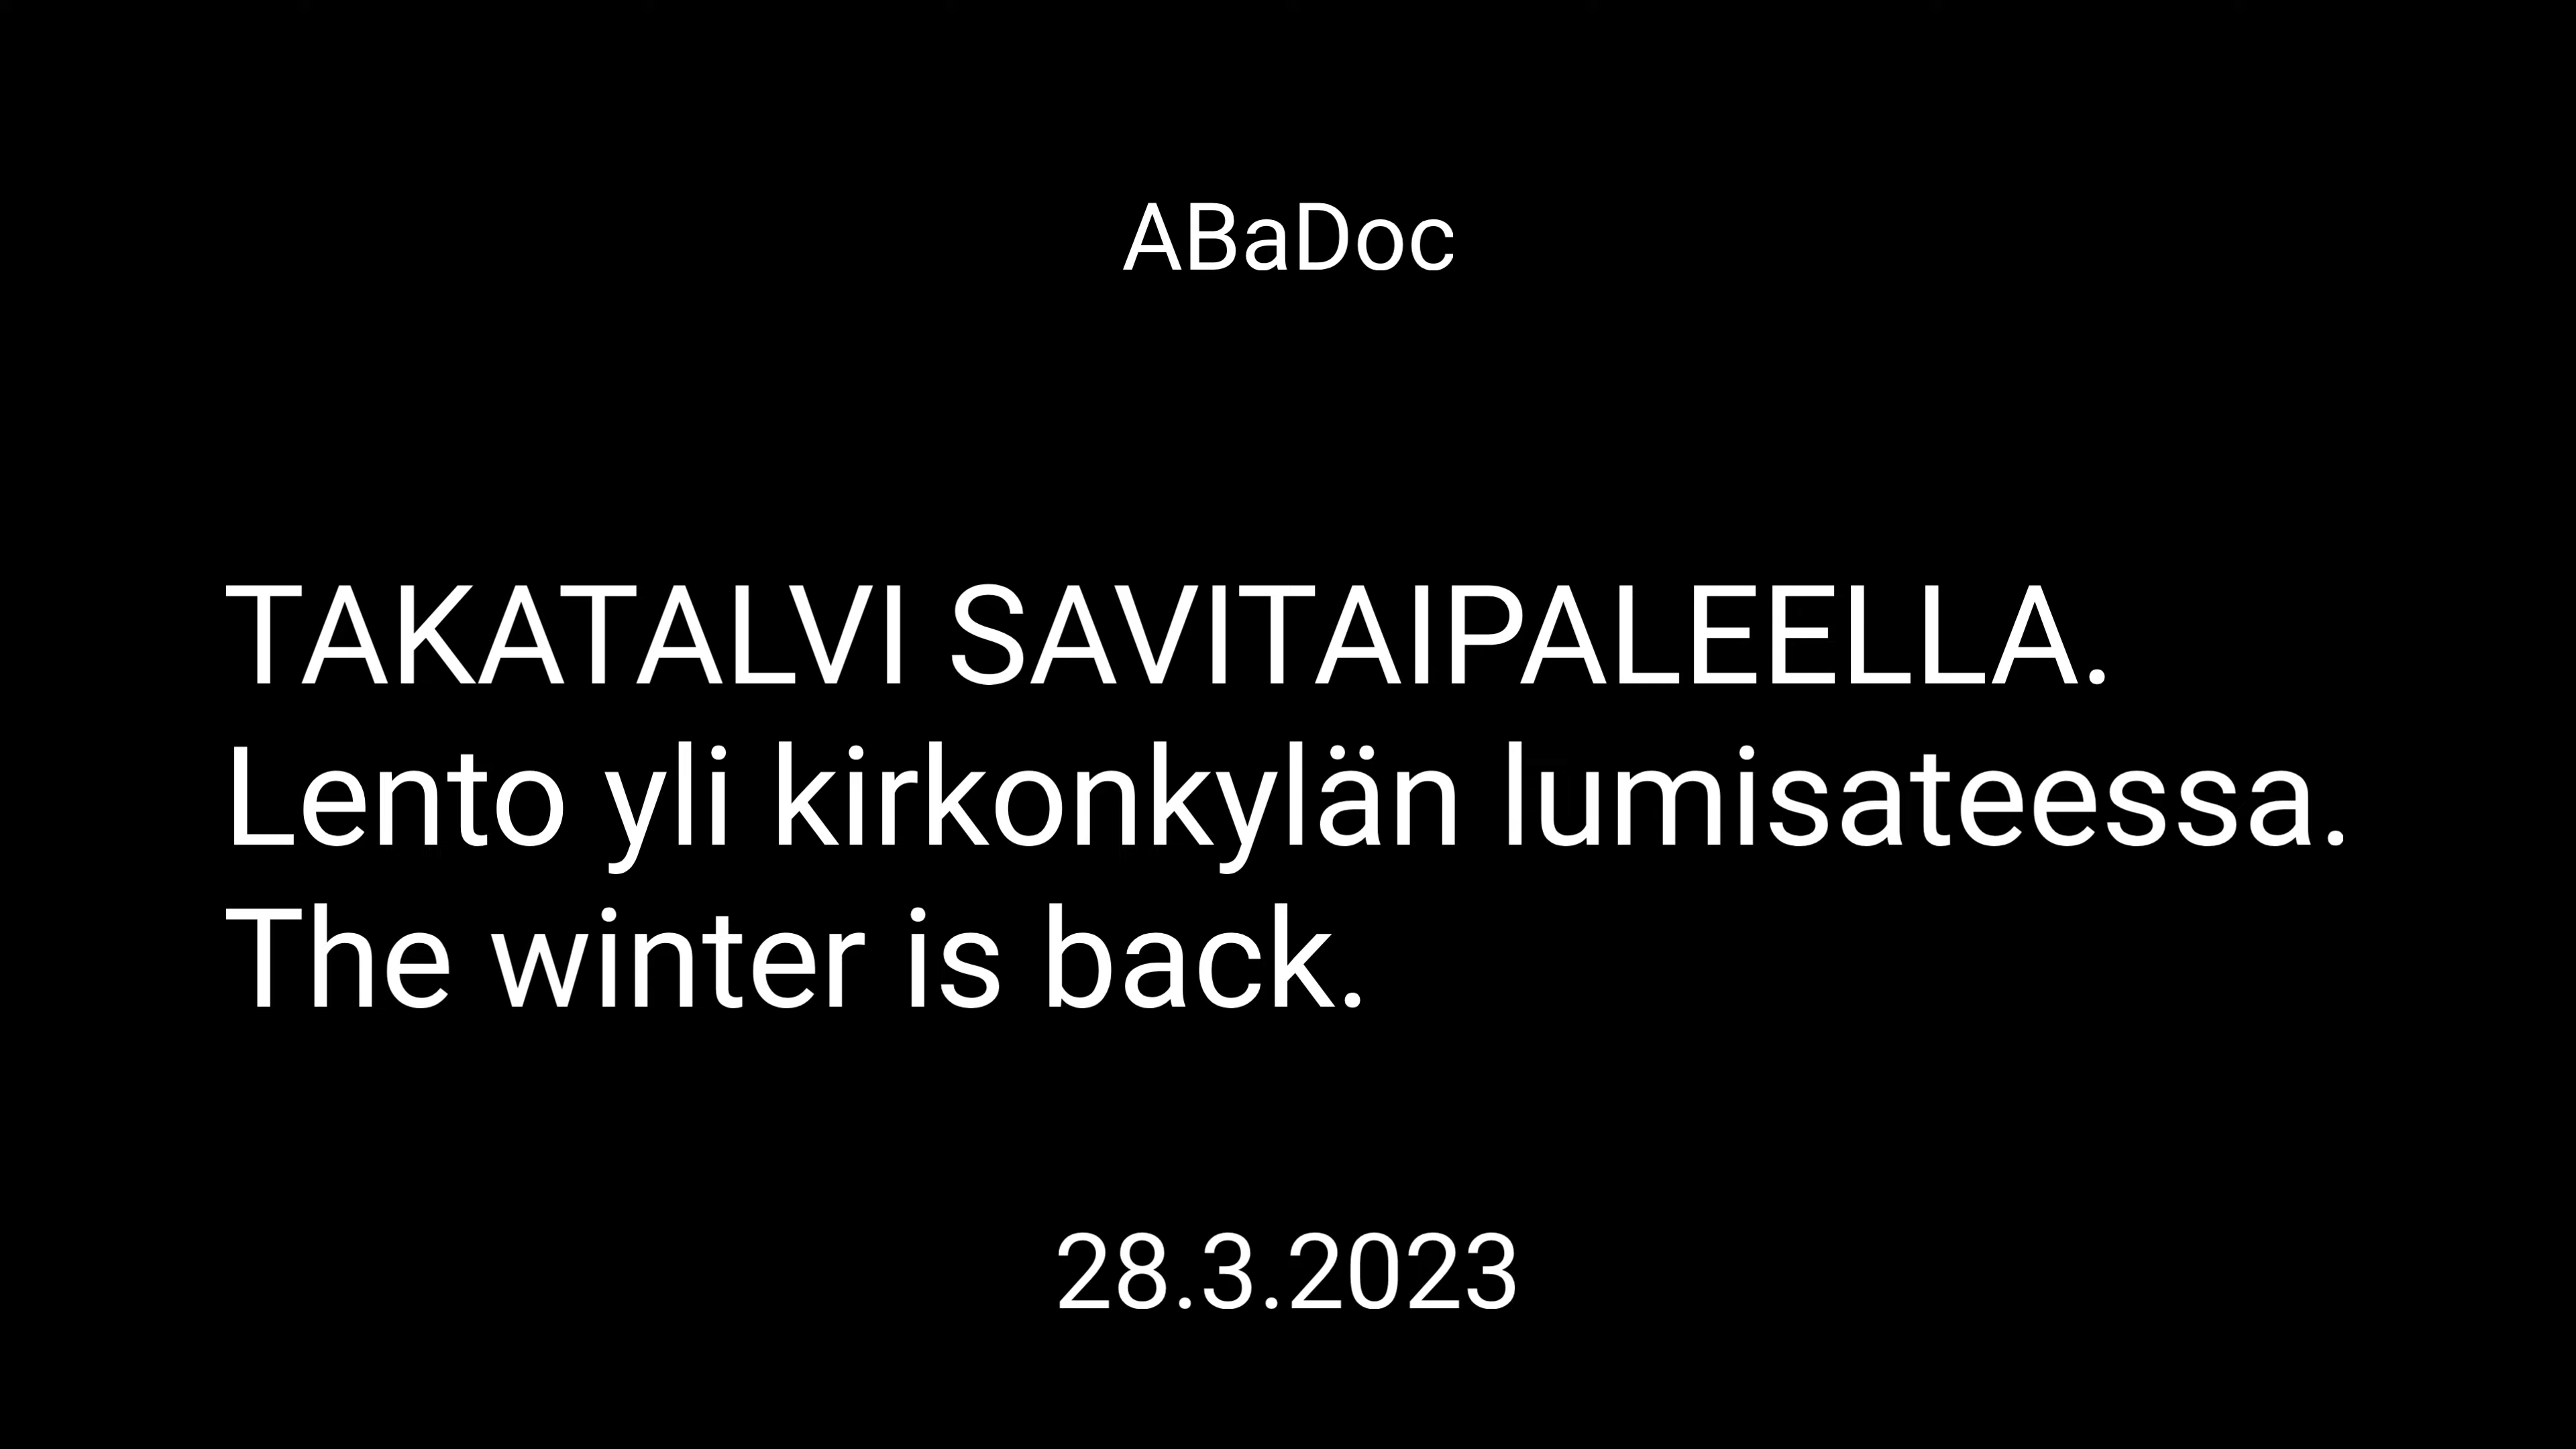 ABaDoc
TAKATALVI SAVITAIPALEELLA.
Lento yli kirkonkylän lumisateessa.
The winter is back.
28.3.2023